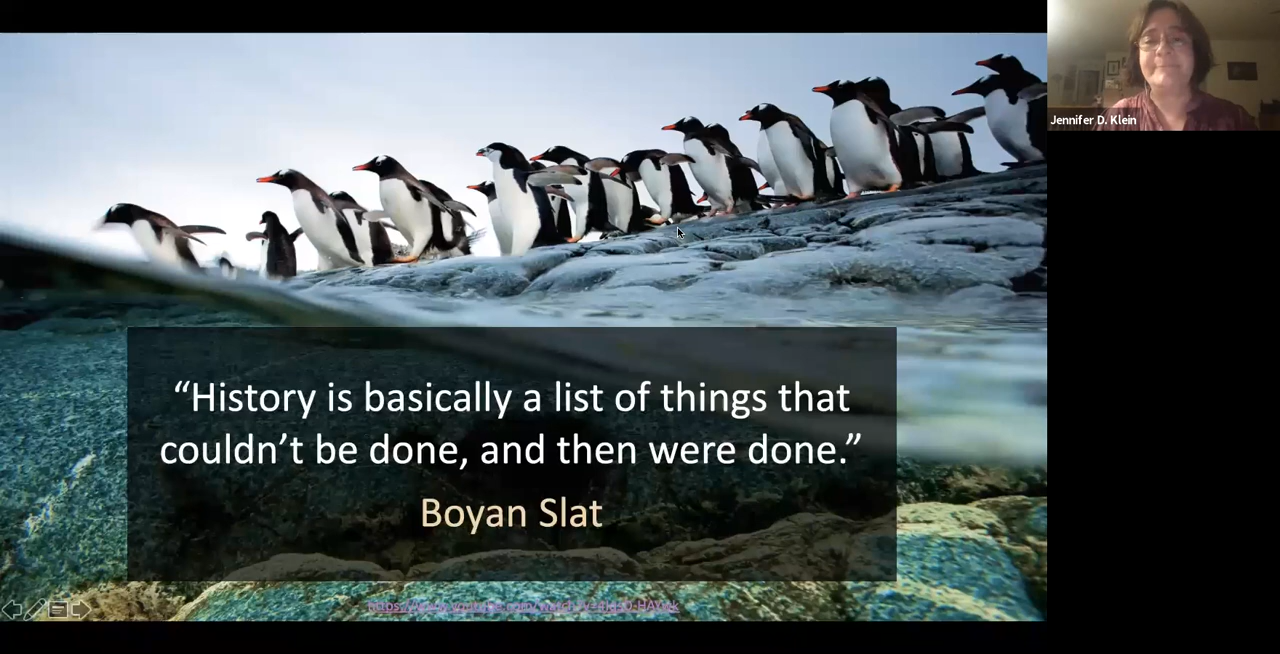 “History is basically a list of things that
couldn’t be done, and then were done.”
Boyan Slat
Jennifer D. Klein